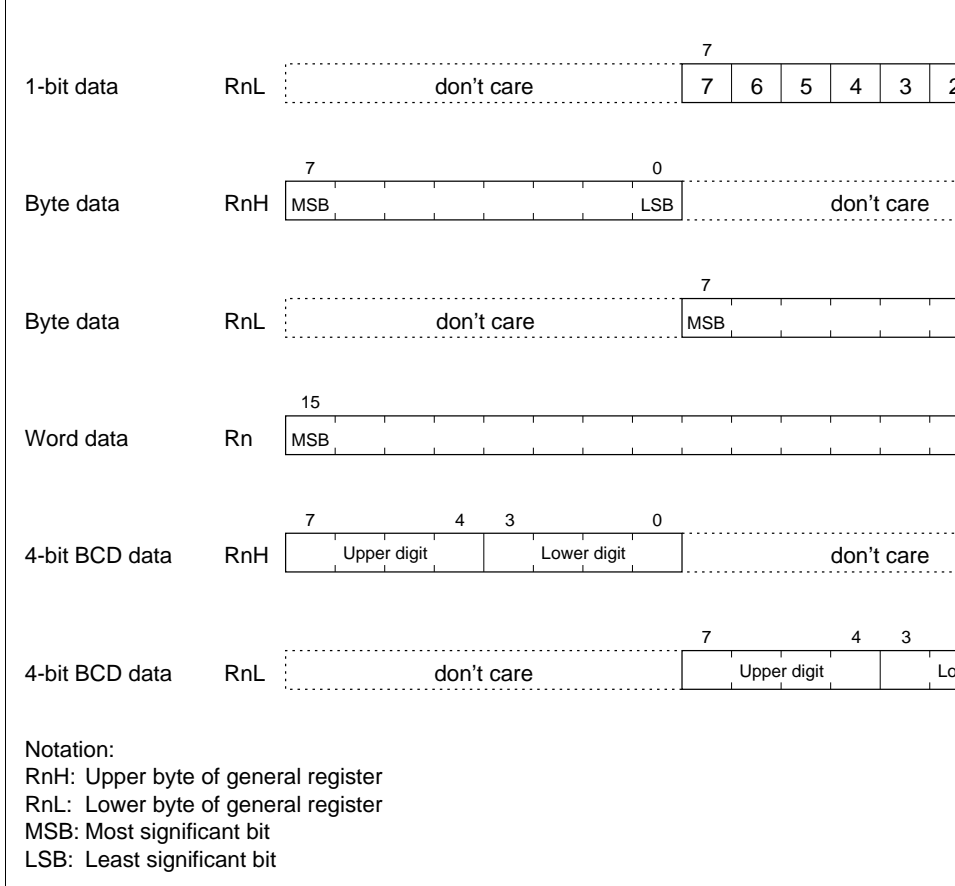 7
1-bit data RnL don't care 7 6 5 4 3 2
7 0
Byte data RnH MSB LSB don't care
7
Byte data RnL don't care MSB
15
Word data Rn MSB
7 4 3 0
4-bit BCD data RnH Upper digit Lower digit don't care
7 4 3
4-bit BCD data RnL don't care Upper digit Lo
Notation:
RnH: Upper byte of general register
RnL: Lower byte of general register
MSB: Most significant bit
LSB: Least significant bit